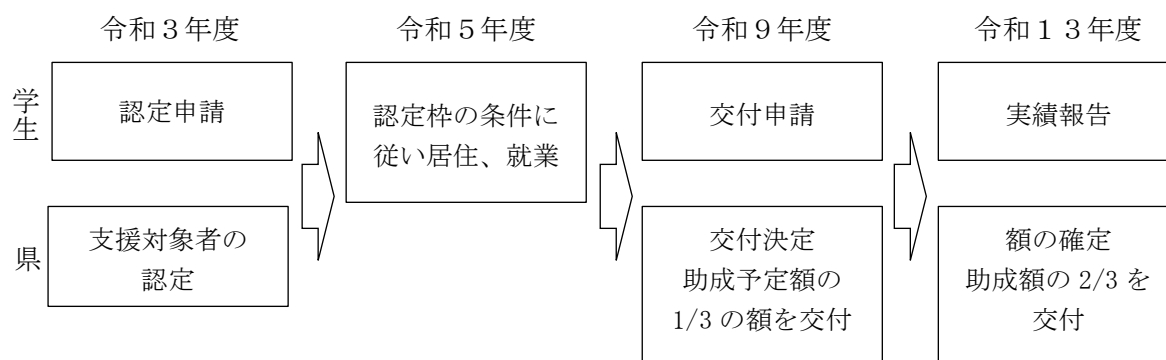 令和３年度
令和５年度
令和９年度
令和１３年度
学生
認定申請
認定枠の条件に
従い居住、就業
交付申請
実績報告
県
支援対象者の
認定
交付決定
助成予定額の
1/3 の額を交付
額の確定
助成額の 2/3 を
交付